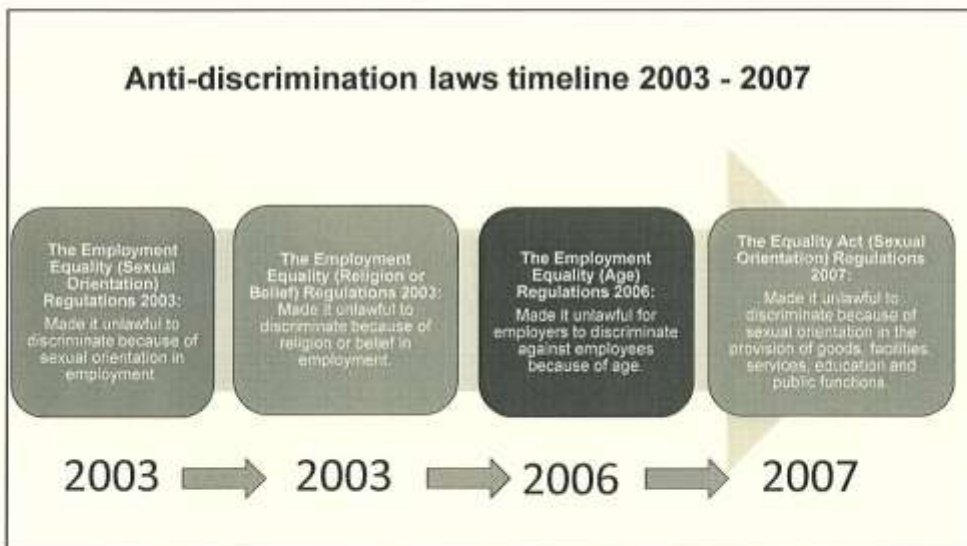 Anti-discrimination laws timeline 2003 - 2007
The Employment
Equality (Sexual
Orientation)
Regulations 2003:
Made it unlawful to
discriminate because of
sexual orientation in
employment
The Employment
Equality (Religion or
Belief) Regulations 2003:
Made it unlawful to
discriminate because of
religion or belief in
employment.
The Employment
Equality (Age)
Regulations 2006:
Made it unlawful for
employers to discriminate
against employees
because of age.
The Equality Act (Sexual
Orientation) Regulations
2007:
Made it unlawful to
discriminate because of
sexual orientation in the
provision of goods, facilities,
services, education and
public functions.
2003
2003
2006
2007